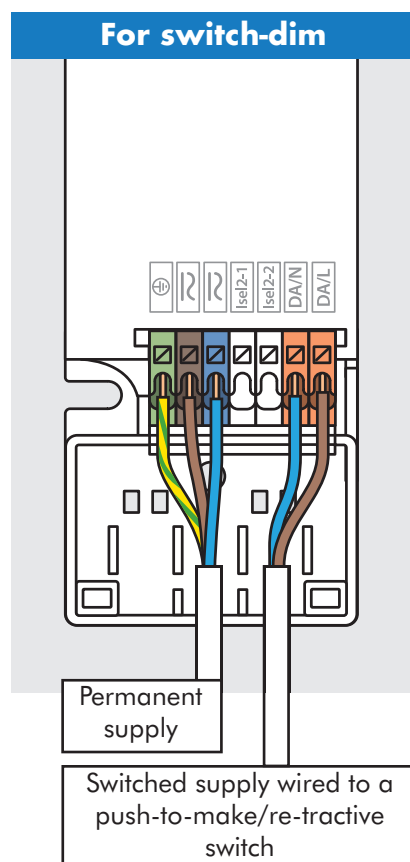 For switch-dim
Isel2-1
Isel2-2
DA/N
DA/L
Permanent
supply
Switched supply wired to a
push-to-make/re-tractive
switch